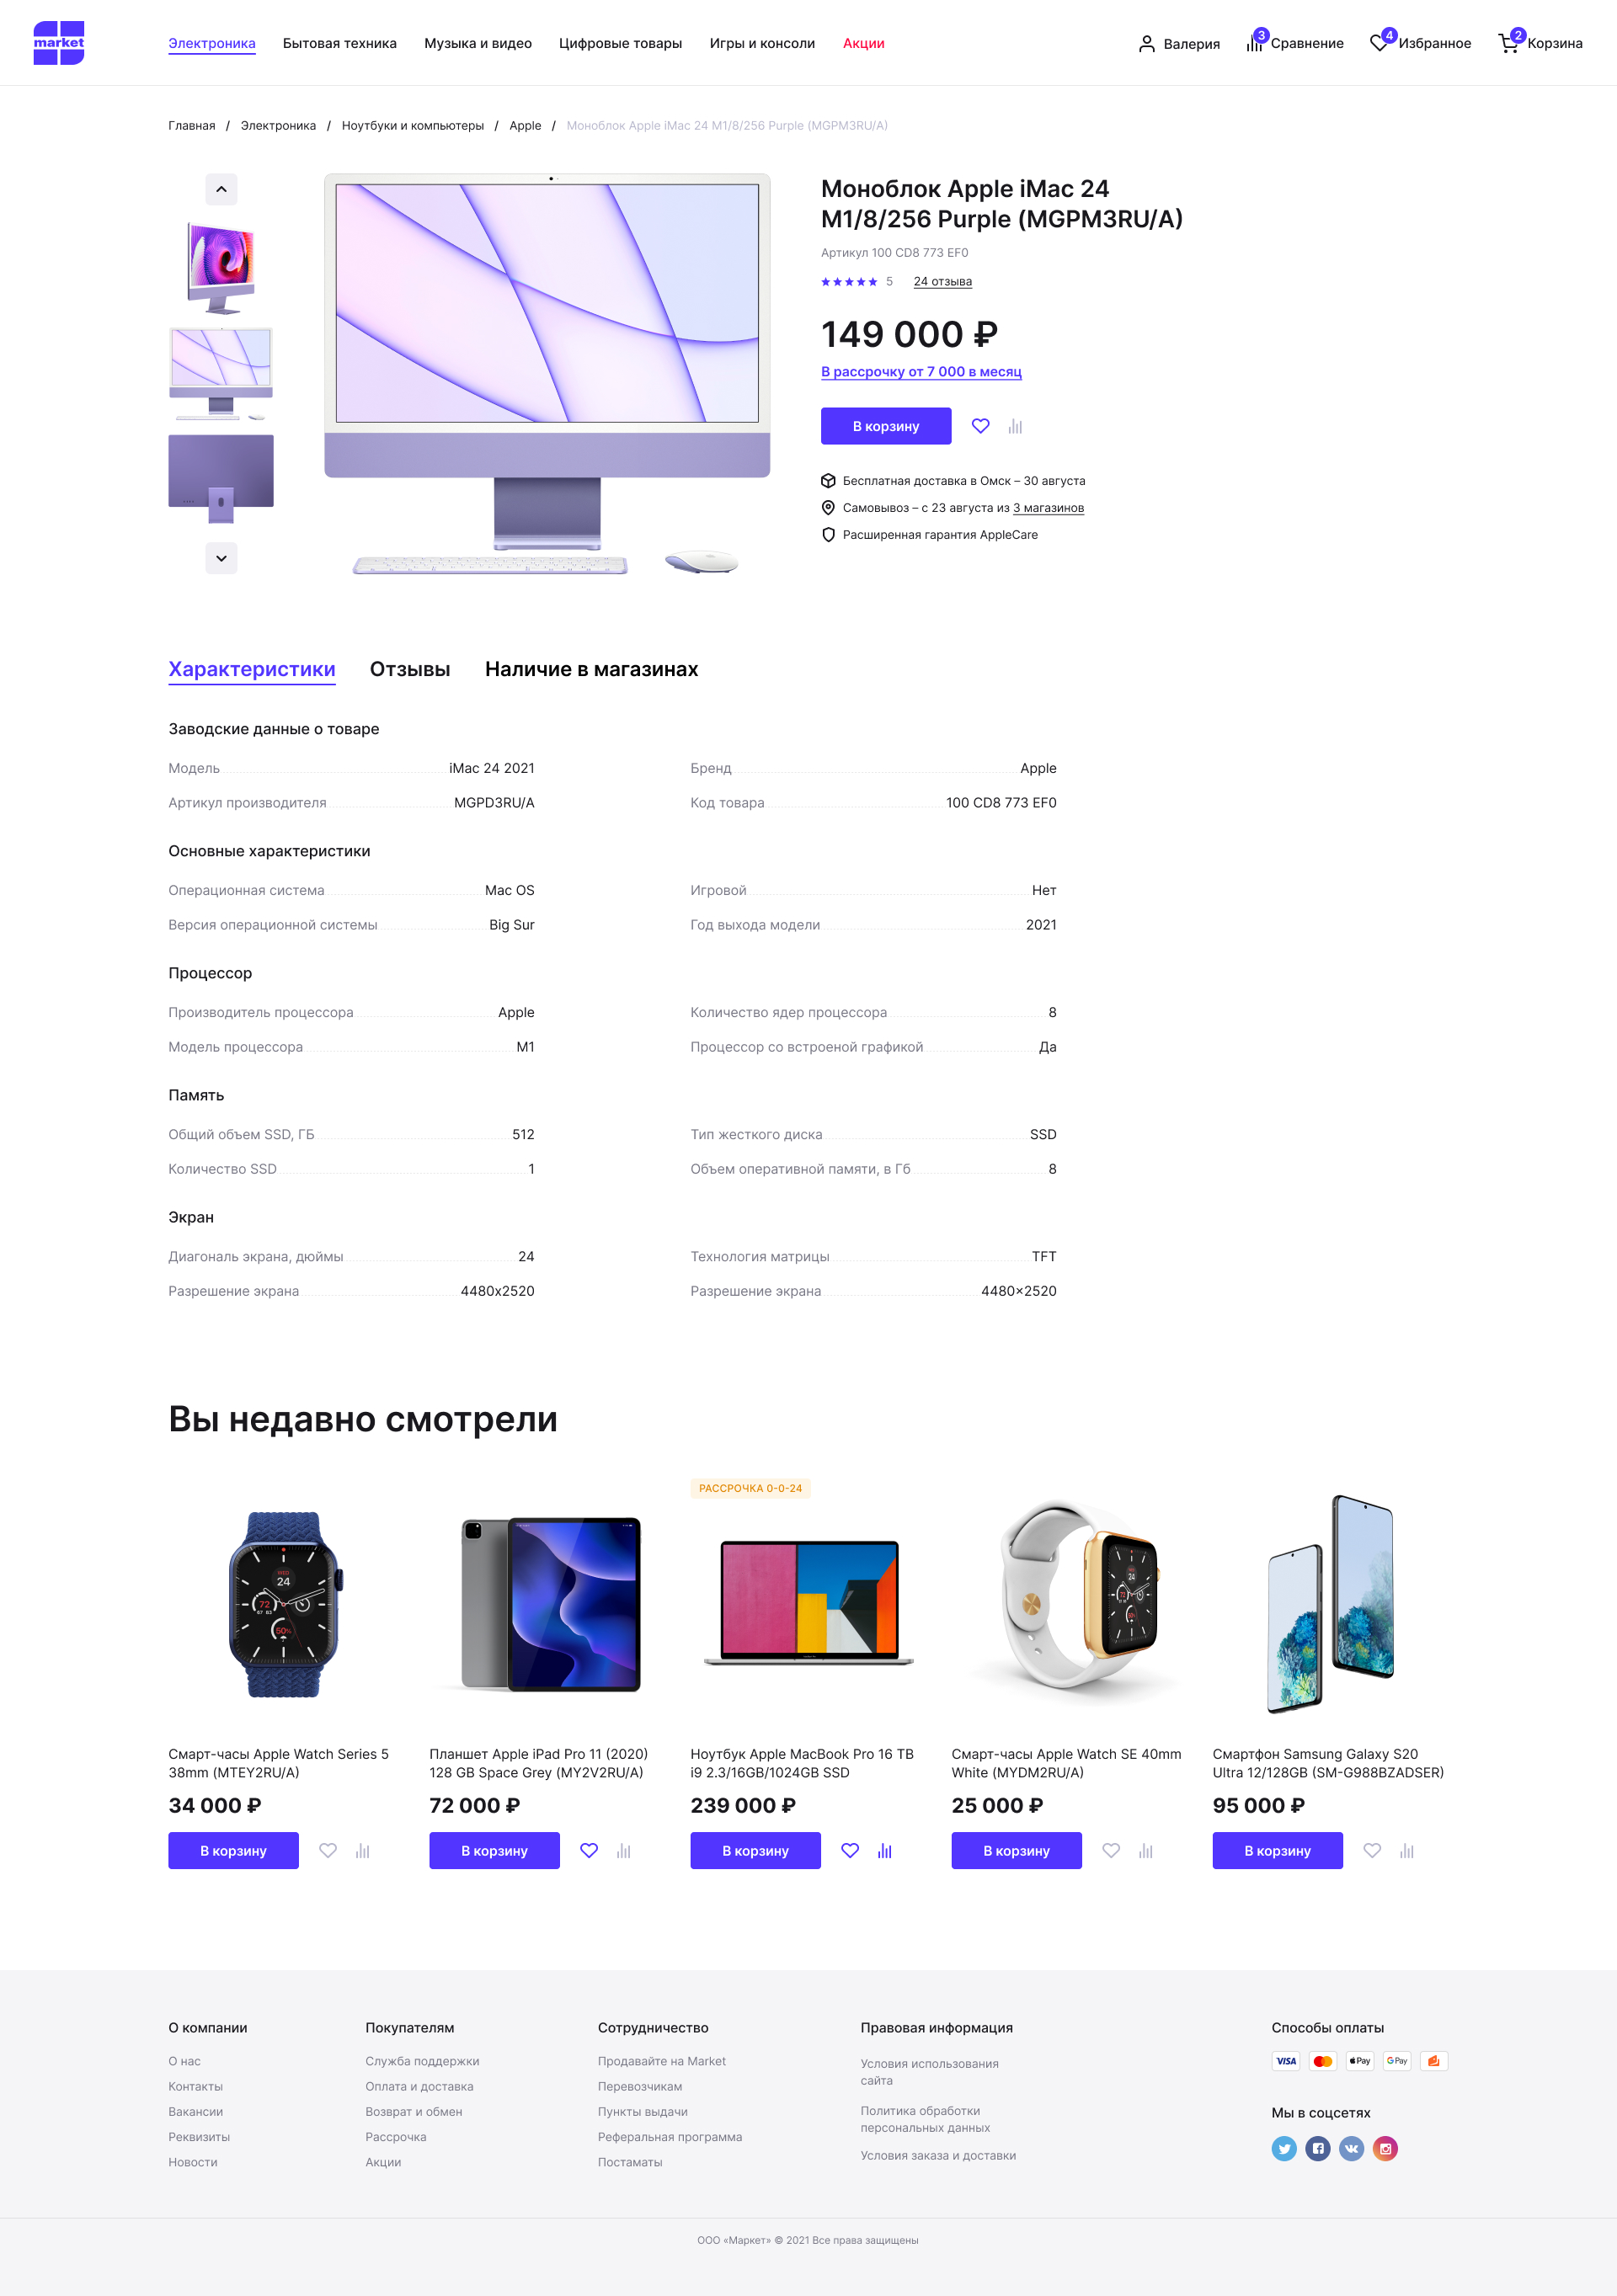 market
Электроника Бытовая техника Музыка и видео Цифровые товары Игры и консоли Акции Валерия 3 Сравнение 4 Избранное 2 Корзина
Главная / Электроника / Ноутбуки и компьютеры / Apple / Моноблок Apple iMac 24 M1/8/256 Purple (MGPM3RU/A)
Моноблок Apple iMac 24
M1/8/256 Purple (MGPM3RU/A)
Артикул 100 CD8 773 EF0
5 24 отзыва
149 000 ₽
В рассрочку от 7 000 в месяц
В корзину
Бесплатная доставка в Омск – 30 августа
Самовывоз – с 23 августа из 3 магазинов
Расширенная гарантия AppleCare
Характеристики Отзывы Наличие в магазинах
Заводские данные о товаре
Модель iMac 24 2021 Бренд Apple
Артикул производителя MGPD3RU/A Код товара 100 CD8 773 EF0
Основные характеристики
Операционная система Mac OS Игровой Нет
Версия операционной системы Big Sur Год выхода модели 2021
Процессор
Производитель процессора Apple Количество ядер процессора 8
Модель процессора M1 Процессор со встроеной графикой Да
Память
Общий объем SSD, ГБ 512 Тип жесткого диска SSD
Количество SSD 1 Объем оперативной памяти, в Гб 8
Экран
Диагональ экрана, дюймы 24 Технология матрицы TFT
Разрешение экрана 4480x2520 Разрешение экрана 4480×2520
Вы недавно смотрели
РАССРОЧКА 0-0-24
Смарт-часы Apple Watch Series 5
38mm (MTEY2RU/A)
34 000 ₽
В корзину
Планшет Apple iPad Pro 11 (2020)
128 GB Space Grey (MY2V2RU/A)
72 000 ₽
В корзину
Ноутбук Apple MacBook Pro 16 TB
i9 2.3/16GB/1024GB SSD
239 000 ₽
В корзину
Смарт-часы Apple Watch SE 40mm
White (MYDM2RU/A)
25 000 ₽
В корзину
Смартфон Samsung Galaxy S20
Ultra 12/128GB (SM-G988BZADSER)
95 000 ₽
В корзину
О компании
О нас
Контакты
Вакансии
Реквизиты
Новости
Покупателям
Служба поддержки
Оплата и доставка
Возврат и обмен
Рассрочка
Акции
Сотрудничество
Продавайте на Market
Перевозчикам
Пункты выдачи
Реферальная программа
Постаматы
Правовая информация
Условия использования
сайта
Политика обработки
персональных данных
Условия заказа и доставки
Способы оплаты
VISA Pay G Pay
Мы в соцсетях
ООО «Маркет» © 2021 Все права защищены